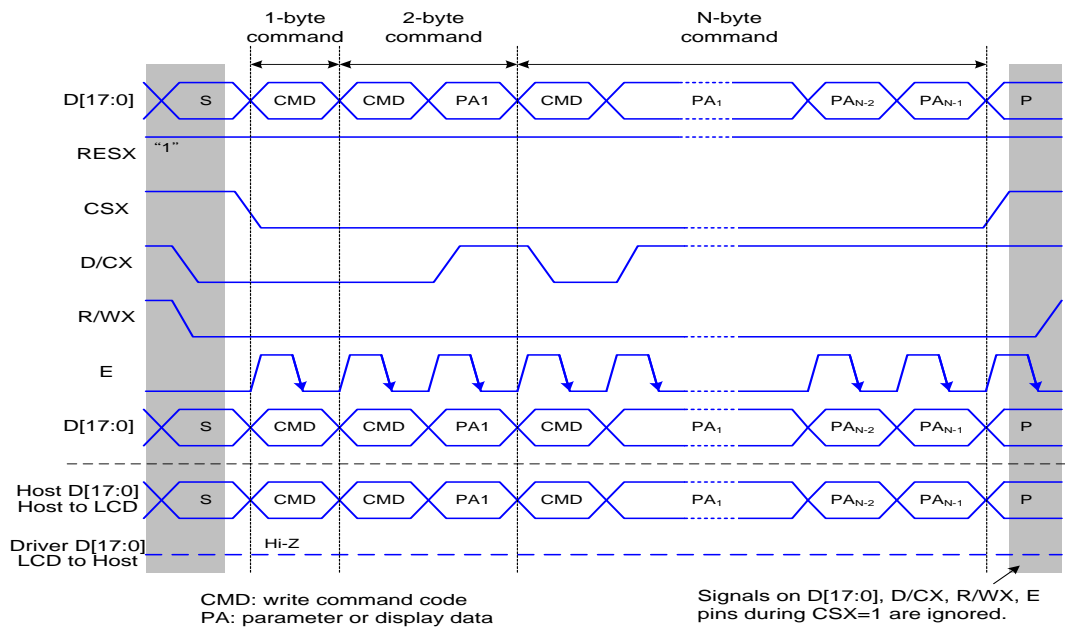 1-byte command
2-byte command
N-byte command
D[17:0] S CMD CMD PA1 CMD PA₁ PAN-2 PAN-1 P
RESX "1"
CSX
D/CX
R/WX
E
D[17:0] S CMD CMD PA1 CMD PA₁ PAN-2 PAN-1 P
Host D[17:0]
Host to LCD S CMD CMD PA1 CMD PA₁ PAN-2 PAN-1 P
Driver D[17:0]
LCD to Host Hi-Z
CMD: write command code
PA: parameter or display data
Signals on D[17:0], D/CX, R/WX, E
pins during CSX=1 are ignored.